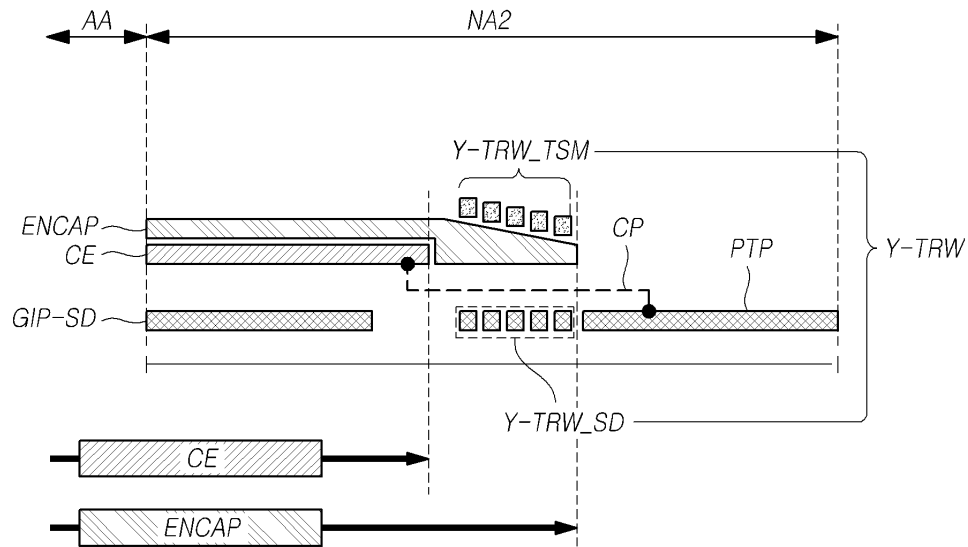 AA
NA2
Y-TRW_TSM
ENCAP
CP
PTP
Y-TRW
CE
GIP-SD
Y-TRW_SD
CE
ENCAP